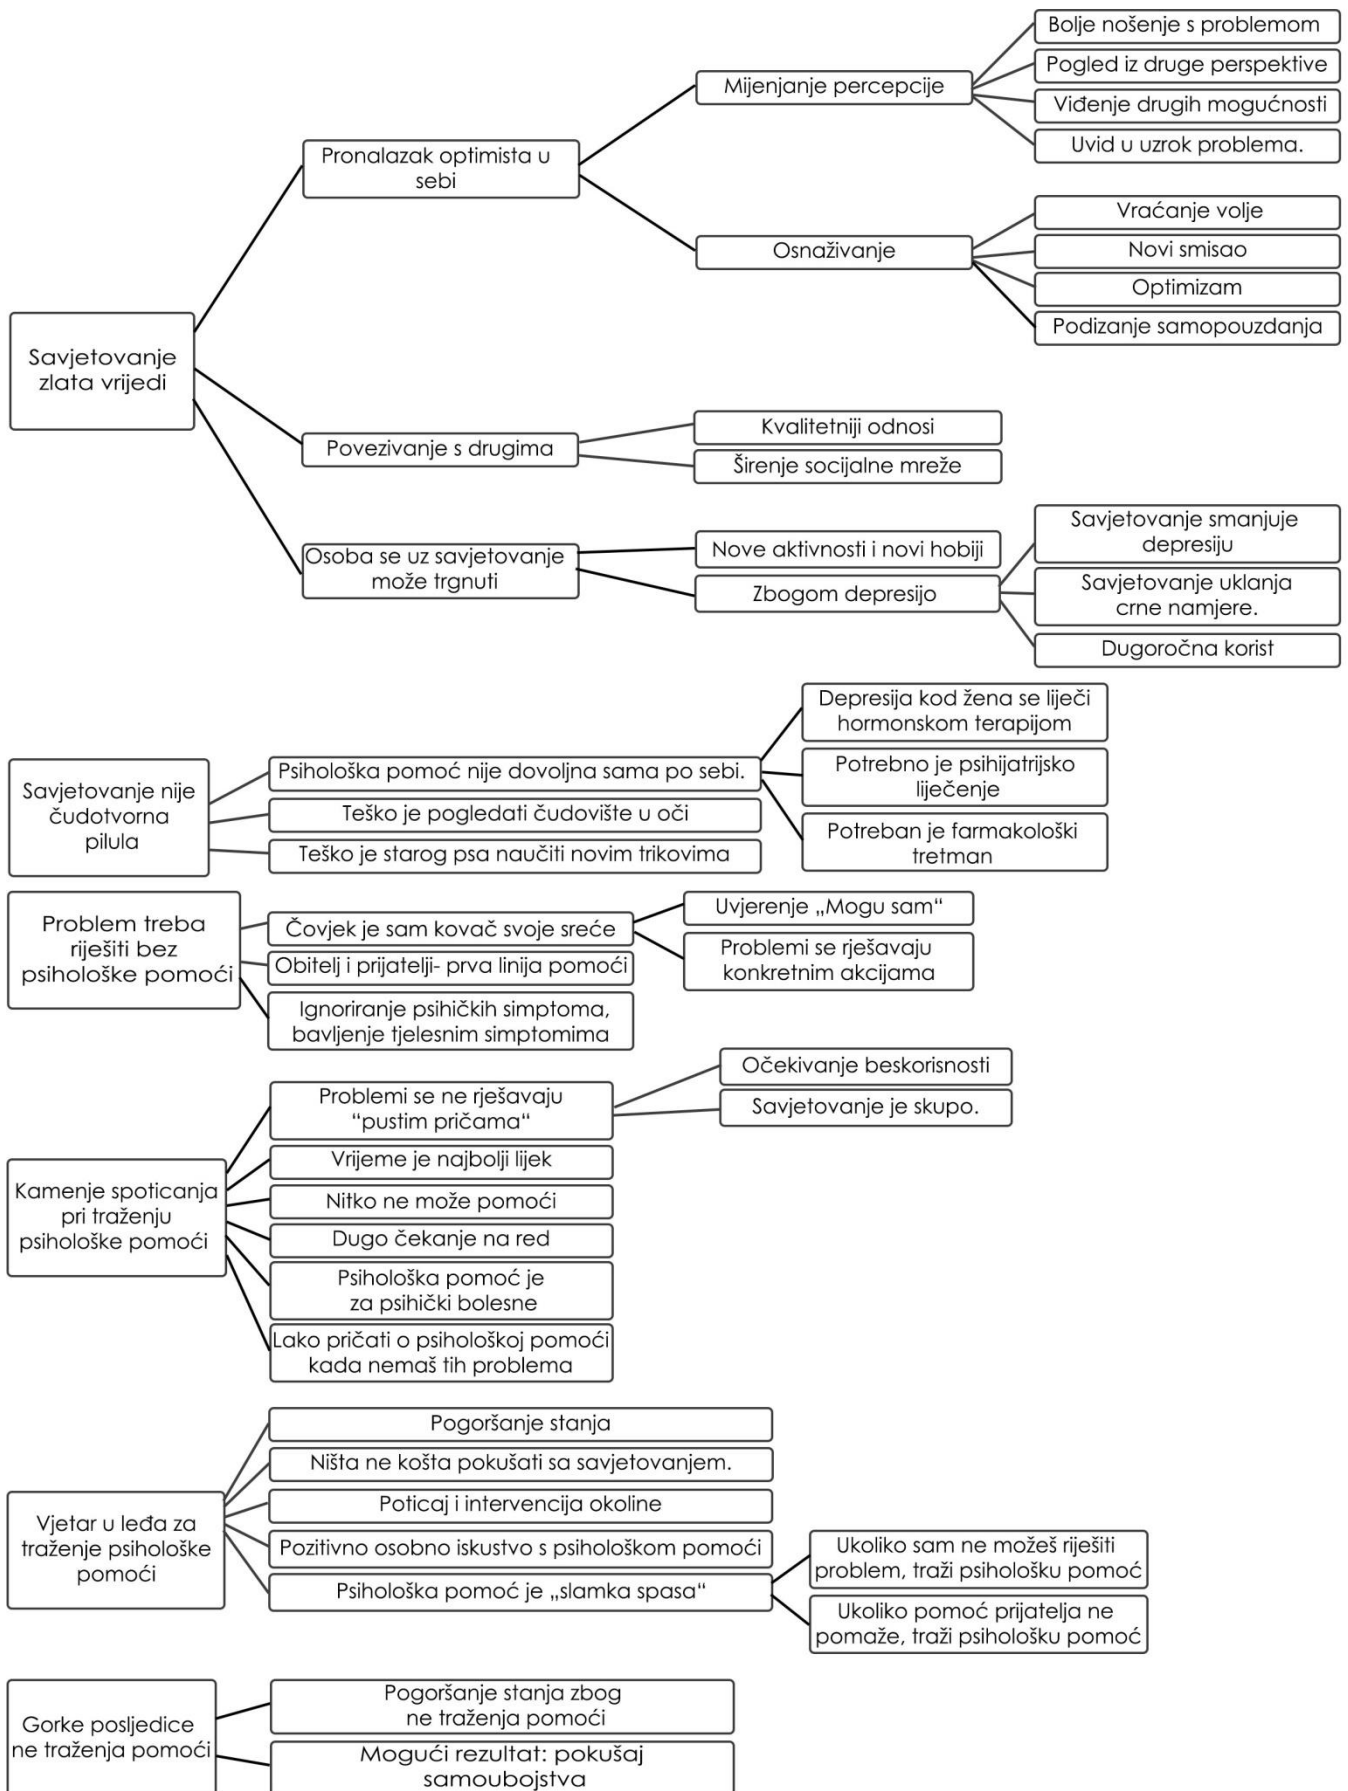 Savjetovanje
zlata vrijedi
Pronalazak optimista u
sebi
Mijenjanje percepcije
Bolje nošenje s problemom
Pogled iz druge perspektive
Viđenje drugih mogućnosti
Uvid u uzrok problema.
Osnaživanje
Vraćanje volje
Novi smisao
Optimizam
Podizanje samopouzdanja
Povezivanje s drugima
Kvalitetniji odnosi
Širenje socijalne mreže
Osoba se uz savjetovanje
može trgnuti
Nove aktivnosti i novi hobiji
Zbogom depresijo
Savjetovanje smanjuje
depresiju
Savjetovanje uklanja
crne namjere.
Dugoročna korist
Savjetovanje nije
čudotvorna
pilula
Psihološka pomoć nije dovoljna sama po sebi.
Depresija kod žena se liječi
hormonskom terapijom
Potrebno je psihijatrijsko
liječenje
Potreban je farmakološki
tretman
Teško je pogledati čudovište u oči
Teško je starog psa naučiti novim trikovima
Problem treba
riješiti bez
psihološke pomoći
Čovjek je sam kovač svoje sreće
Uvjerenje „Mogu sam“
Problemi se rješavaju
konkretnim akcijama
Obitelj i prijatelji- prva linija pomoći
Ignoriranje psihičkih simptoma,
bavljenje tjelesnim simptomima
Kamenje spoticanja
pri traženju
psihološke pomoći
Problemi se ne rješavaju
“pustim pričama“
Očekivanje beskorisnosti
Savjetovanje je skupo.
Vrijeme je najbolji lijek
Nitko ne može pomoći
Dugo čekanje na red
Psihološka pomoć je
za psihički bolesne
Lako pričati o psihološkoj pomoći
kada nemaš tih problema
Vjetar u leđa za
traženje psihološke
pomoći
Pogoršanje stanja
Ništa ne košta pokušati sa savjetovanjem.
Poticaj i intervencija okoline
Pozitivno osobno iskustvo s psihološkom pomoći
Psihološka pomoć je „slamka spasa“
Ukoliko sam ne možeš riješiti
problem, traži psihološku pomoć
Ukoliko pomoć prijatelja ne
pomaže, traži psihološku pomoć
Gorke posljedice
ne traženja pomoći
Pogoršanje stanja zbog
ne traženja pomoći
Mogući rezultat: pokušaj
samoubojstva